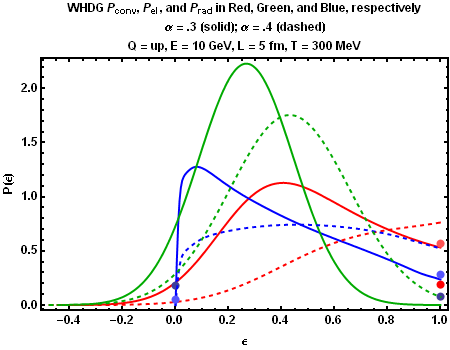 WHDG P_conv, P_el, and P_rad in Red, Green, and Blue, respectively
α = .3 (solid); α = .4 (dashed)
Q = up, E = 10 GeV, L = 5 fm, T = 300 MeV
2.0
1.5
1.0
0.5
0.0
P(ϵ)
−0.4 −0.2 0.0 0.2 0.4 0.6 0.8 1.0
ϵ